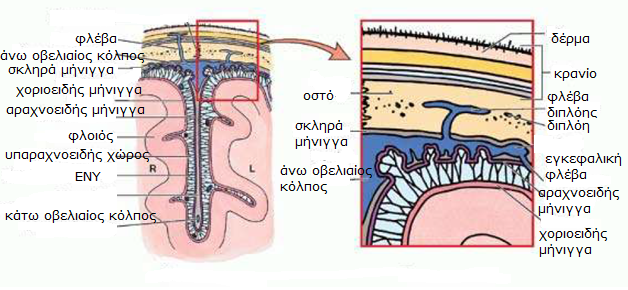 φλέβα
άνω οβελιαίος κόλπος
σκληρά μήνιγγα
χοριοειδής μήνιγγα
αραχνοειδής μήνιγγα
φλοιός
υπαραχνοειδής χώρος
ΕΝΥ
κάτω οβελιαίος κόλπος
R
L
οστό
σκληρά
μήνιγγα
άνω οβελιαίος
κόλπος
δέρμα
κρανίο
φλέβα
διπλόης
διπλόη
εγκεφαλική
φλέβα
αραχνοειδής
μήνιγγα
χοριοειδής
μήνιγγα